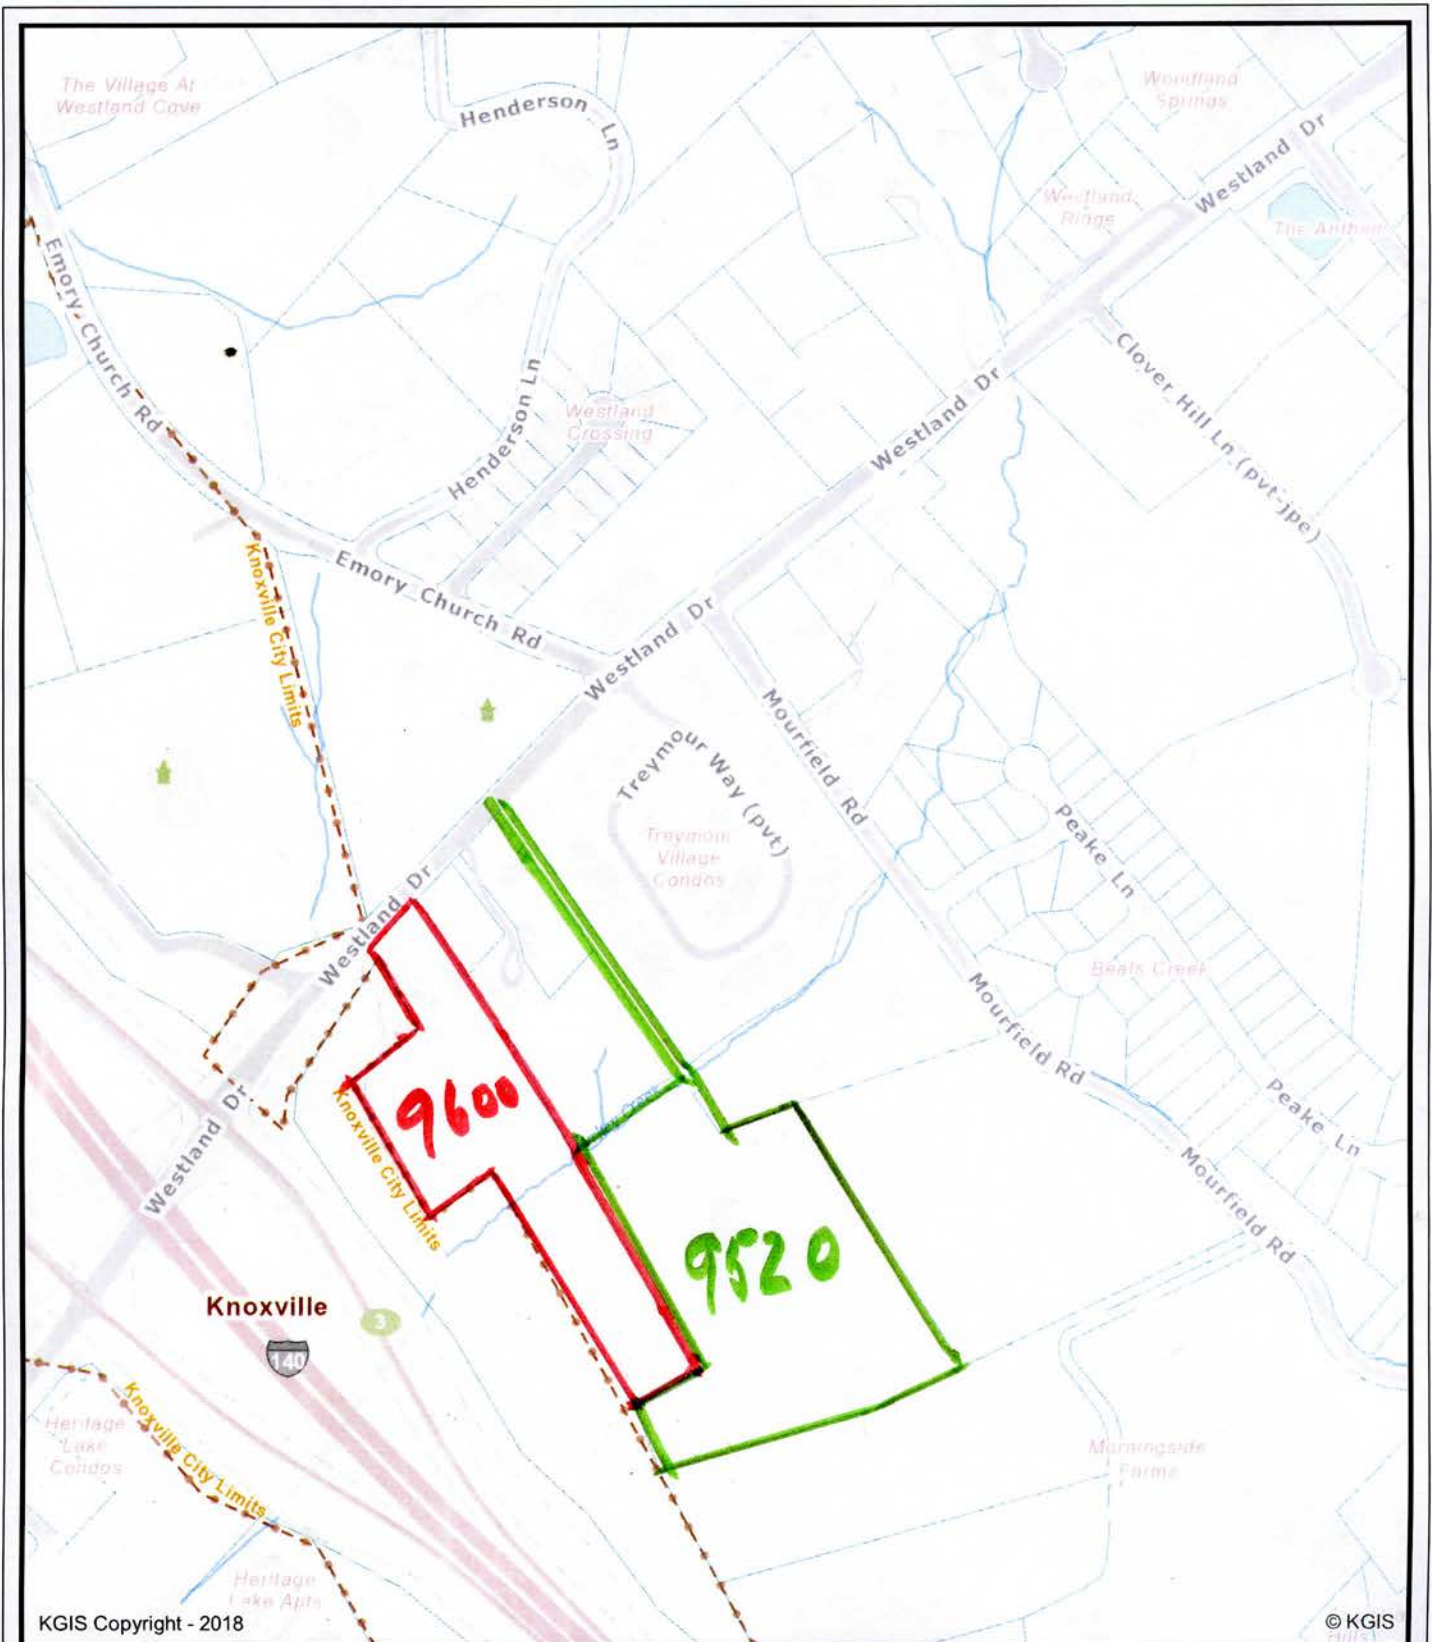 The Village At
Westland Cove
Henderson Ln
Woodland
Springs
Westland Dr
Westland
Ridge
Emory Church Rd
Henderson Ln
Westland
Crossing
Westland Dr
Clover Hill Ln (pvt-jpe)
Knoxville City Limits
Emory Church Rd
Westland Dr
Mourfield Rd
Treymour Way (pvt)
Treymour
Village
Condos
Peake Ln
Westland Dr
Beals Creek
Mourfield Rd
9600
Knoxville City Limits
Creek
Peake Ln
Westland Dr
Mourfield Rd
9520
Knoxville
3
140
Knoxville City Limits
Heritage
Lake
Condos
Morningside
Farms
Heritage
Lake Apts
KGIS Copyright - 2018
© KGIS